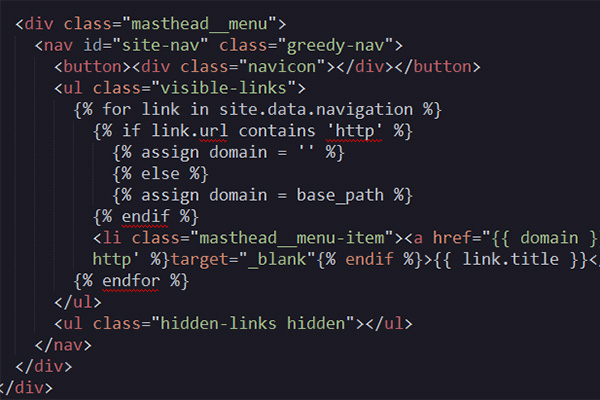 <div class="masthead__menu">
<nav id="site-nav" class="greedy-nav">
<button><div class="navicon"></div></button>
<ul class="visible-links">
{% for link in site.data.navigation %}
{% if link.url contains 'http' %}
{% assign domain = '' %}
{% else %}
{% assign domain = base_path %}
{% endif %}
<li class="masthead__menu-item"><a href="{{ domain }
http' %}target="_blank"{% endif %}>{{ link.title }}</
{% endfor %}
</ul>
<ul class="hidden-links hidden"></ul>
</nav>
</div>
</div>